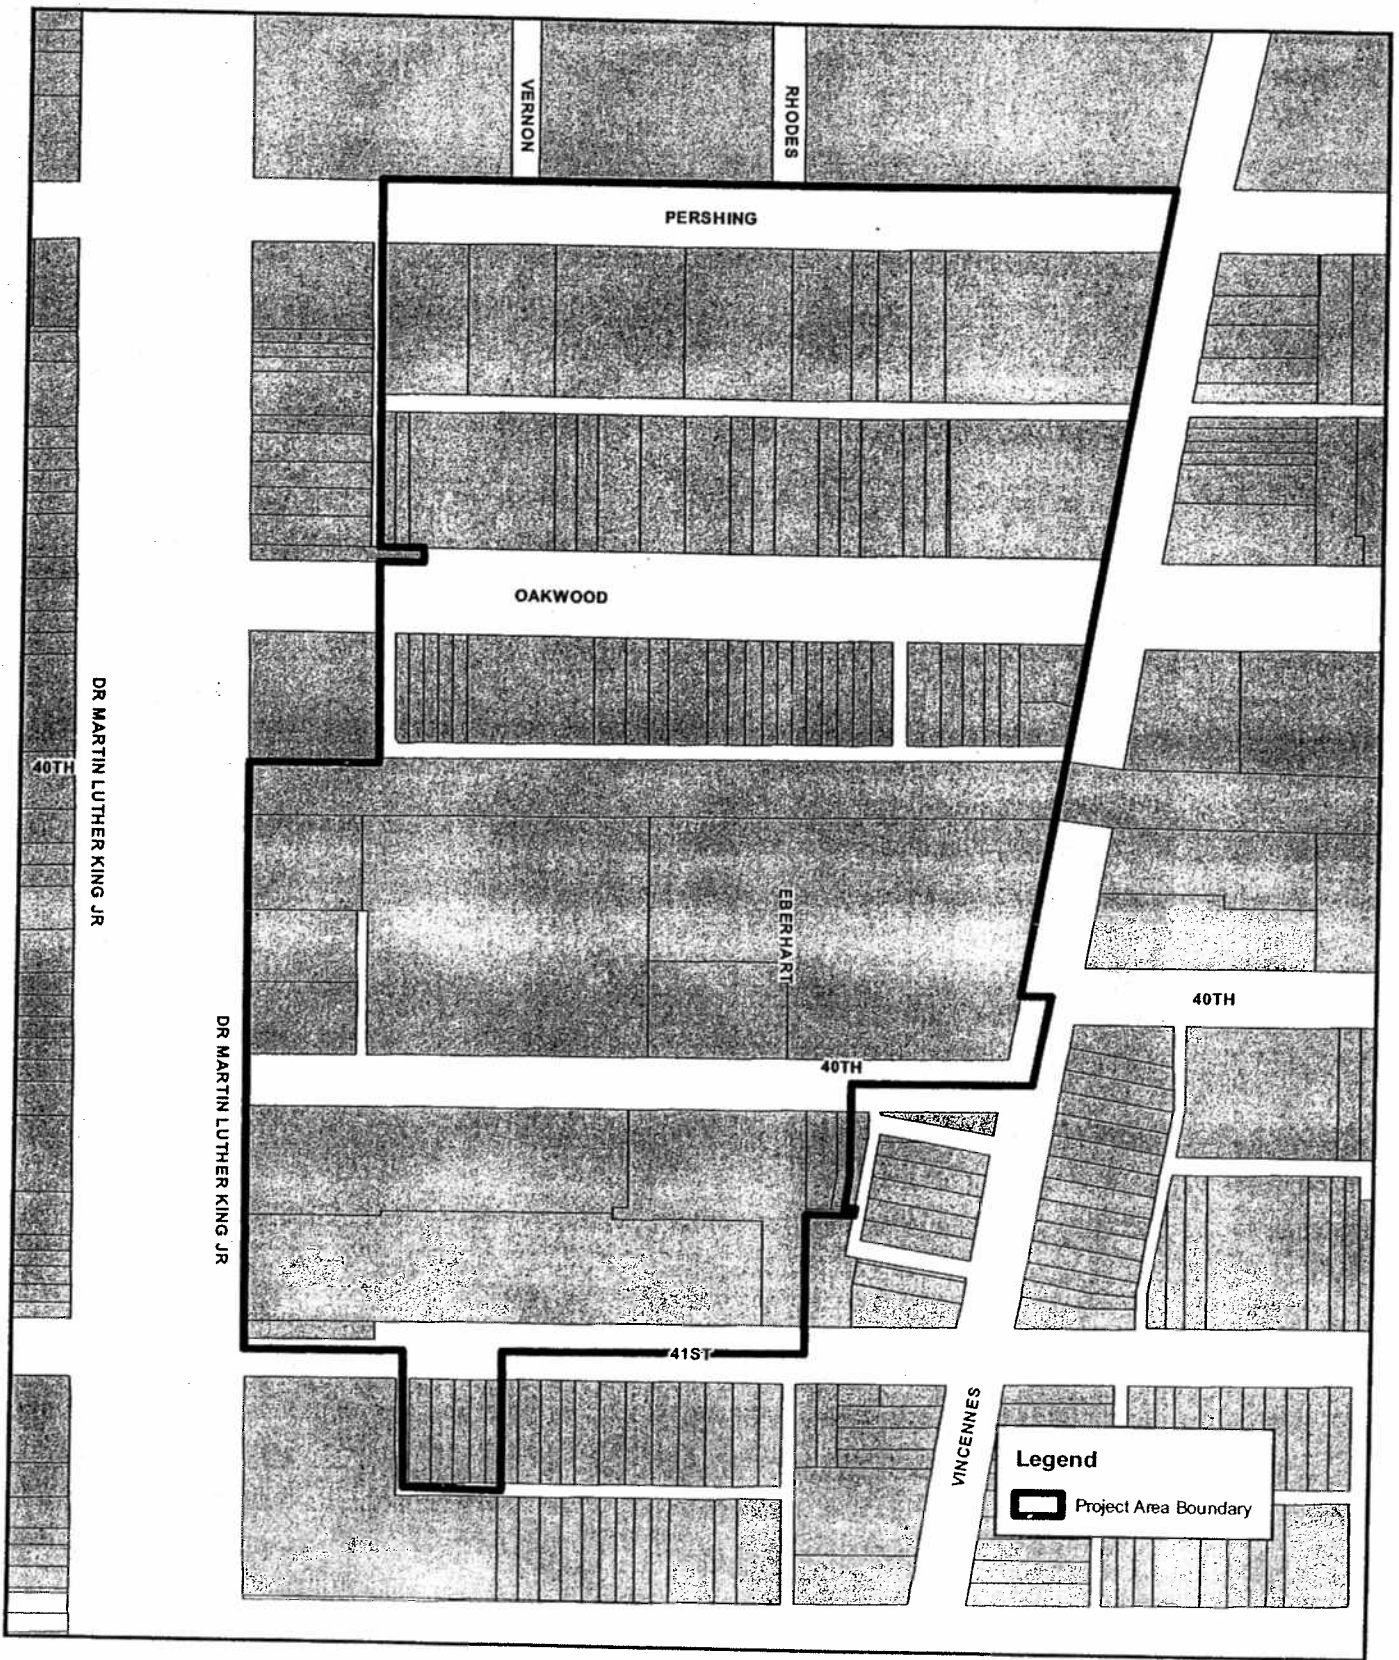 VERNON
RHODES
PERSHING
OAKWOOD
DR MARTIN LUTHER KING JR
40TH
EBERHART
40TH
DR MARTIN LUTHER KING JR
40TH
41ST
VINCENNES
Legend
Project Area Boundary